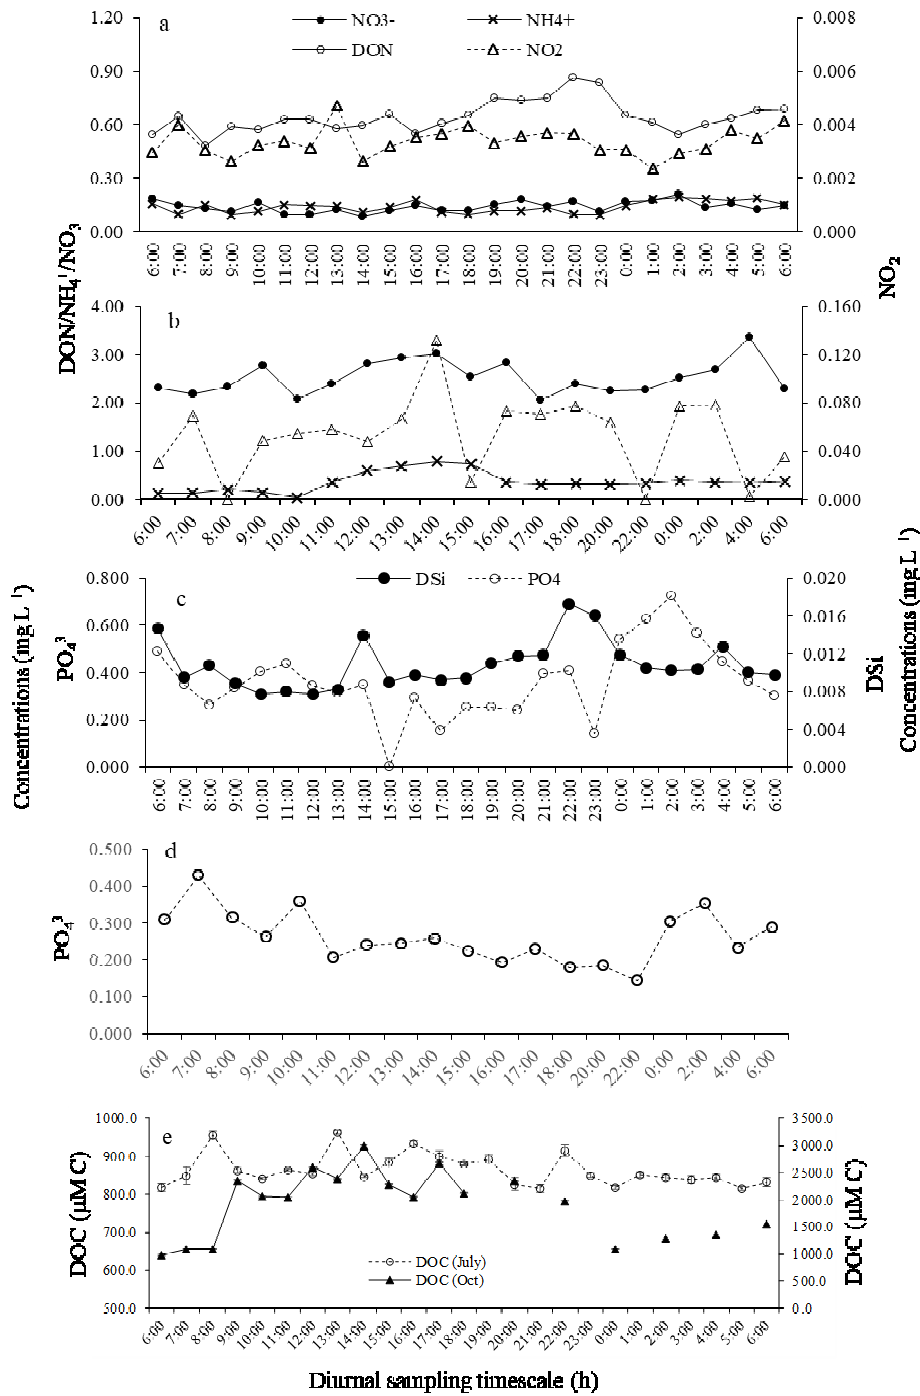 a
NO3-
NH4+
DON
NO2
1.20
0.90
0.60
0.30
0.00
0.008
0.006
0.004
0.002
0.000
6:00 7:00 8:00 9:00 10:00 11:00 12:00 13:00 14:00 15:00 16:00 17:00 18:00 19:00 20:00 21:00 22:00 23:00 0:00 1:00 2:00 3:00 4:00 5:00 6:00
DON/NH4+/NO3
NO2
b
4.00
3.00
2.00
1.00
0.00
0.160
0.120
0.080
0.040
0.000
6:00 7:00 8:00 9:00 10:00 11:00 12:00 13:00 14:00 15:00 16:00 17:00 18:00 20:00 22:00 0:00 2:00 4:00 6:00
Concentrations (mg L-1)
Concentrations (mg L-1)
c
DSi
PO4
0.800
0.600
0.400
0.200
0.000
0.020
0.016
0.012
0.008
0.004
0.000
PO43
DSi
6:00 7:00 8:00 9:00 10:00 11:00 12:00 13:00 14:00 15:00 16:00 17:00 18:00 19:00 20:00 21:00 22:00 23:00 0:00 1:00 2:00 3:00 4:00 5:00 6:00
d
0.500
0.400
0.300
0.200
0.100
0.000
PO43
6:00 7:00 8:00 9:00 10:00 11:00 12:00 13:00 14:00 15:00 16:00 17:00 18:00 20:00 22:00 0:00 2:00 4:00 6:00
e
1000.0
900.0
800.0
700.0
600.0
500.0
3500.0
3000.0
2500.0
2000.0
1500.0
1000.0
500.0
0.0
DOC (µM C)
DOC (µM C)
DOC (July)
DOC (Oct)
6:00 7:00 8:00 9:00 10:00 11:00 12:00 13:00 14:00 15:00 16:00 17:00 18:00 19:00 20:00 21:00 22:00 23:00 0:00 1:00 2:00 3:00 4:00 5:00 6:00
Diurnal sampling timescale (h)